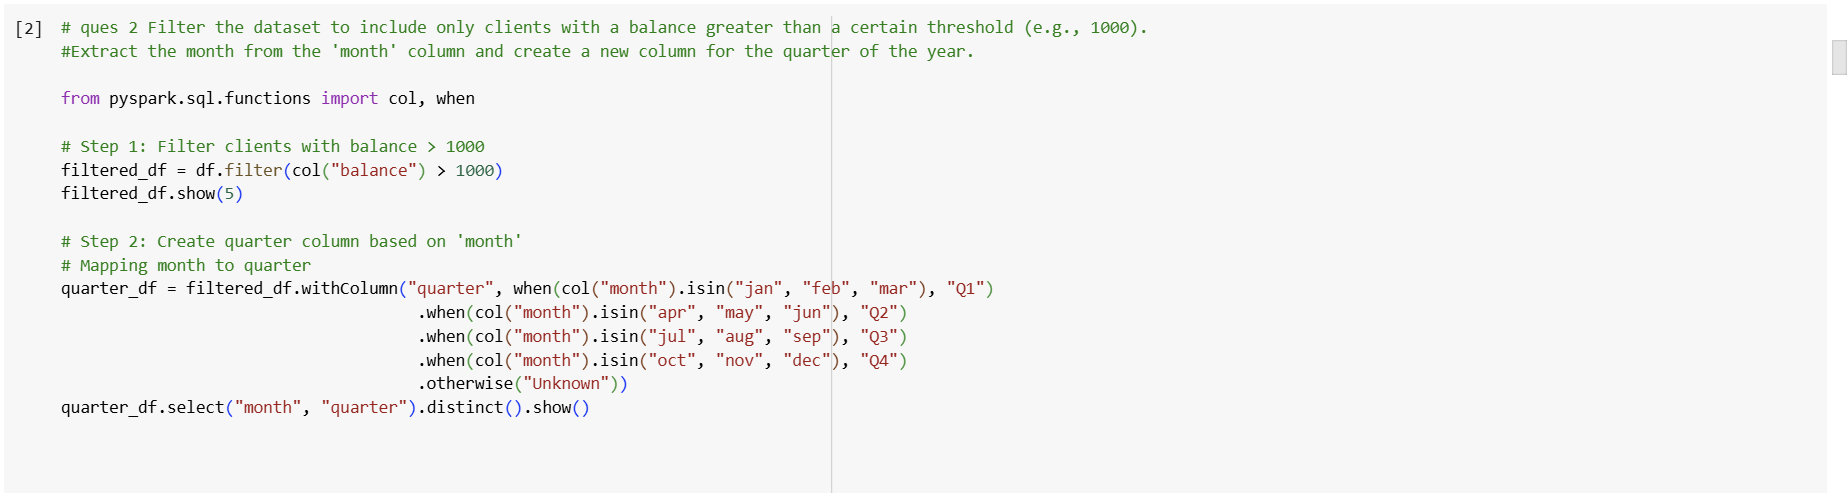 [2] # ques 2 Filter the dataset to include only clients with a balance greater than a certain threshold (e.g., 1000).
#Extract the month from the 'month' column and create a new column for the quarter of the year.
from pyspark.sql.functions import col, when
# Step 1: Filter clients with balance > 1000
filtered_df = df.filter(col("balance") > 1000)
filtered_df.show(5)
# Step 2: Create quarter column based on 'month'
# Mapping month to quarter
quarter_df = filtered_df.withColumn("quarter", when(col("month").isin("jan", "feb", "mar"), "Q1")
.when(col("month").isin("apr", "may", "jun"), "Q2")
.when(col("month").isin("jul", "aug", "sep"), "Q3")
.when(col("month").isin("oct", "nov", "dec"), "Q4")
.otherwise("Unknown"))
quarter_df.select("month", "quarter").distinct().show()